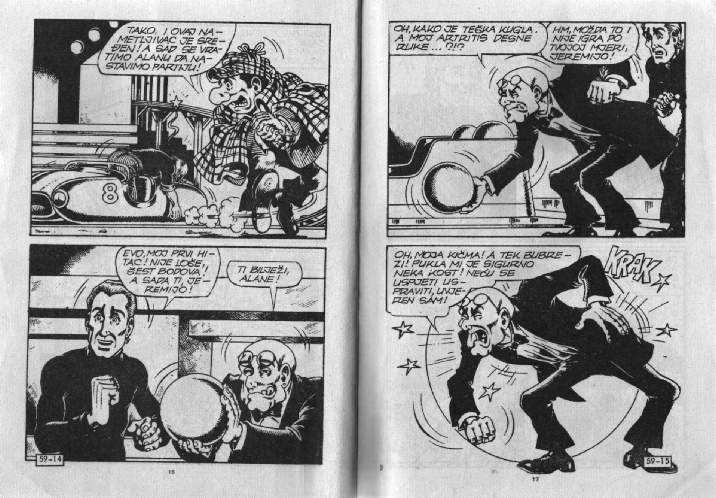 TAKO, I OVAJ NA-
METLJIVAC JE SRE-
ĐEN! A SAD SE VRA-
TIMO ALANU DA NA-
STAVIMO PARTIJU!
8
EVO, MOJ PRVI HI-
TAC! NIJE LOŠE,
ŠEST BODOVA!
A SADA TI, JE-
REMIJO!
TI BILJEŽI,
ALANE!
59-14
OH, KAKO JE TEŠKA KUGLA.
A MOJ ARTRITIS DESNE
RUKE ...?!?
HM, MOŽDA TO I
NIJE IGRA PO
TVOJOJ MJERI,
JEREMIJO!
OH, MOJA KIČMA! A TEK BUBRE-
ZI! PUKLA MI JE SIGURNO
NEKA KOST! NEĆU SE
USPJETI US-
PRAVITI, UVJE-
REN SAM!
KRAK
59-15